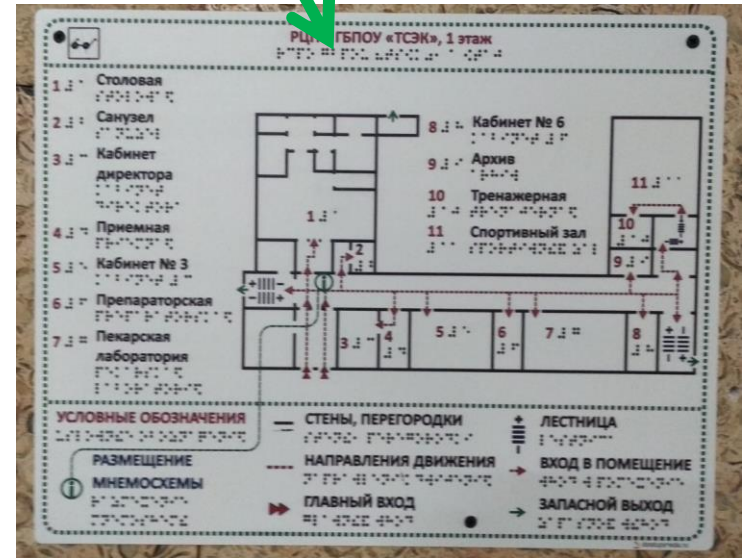 ГБПОУ «ТСЭК», 1 этаж
1 Столовая
2 Санузел
3 Кабинет
директора
4 Приемная
5 Кабинет № 3
6 Препараторская
7 Пекарская
лаборатория
8 Кабинет № 6
9 Архив
10 Тренажерная
11 Спортивный зал
11
10
1
2
9
3
4
5
6
7
8
УСЛОВНЫЕ ОБОЗНАЧЕНИЯ
РАЗМЕЩЕНИЕ
МНЕМОСХЕМЫ
СТЕНЫ, ПЕРЕГОРОДКИ
НАПРАВЛЕНИЯ ДВИЖЕНИЯ
ГЛАВНЫЙ ВХОД
ЛЕСТНИЦА
ВХОД В ПОМЕЩЕНИЕ
ЗАПАСНОЙ ВЫХОД